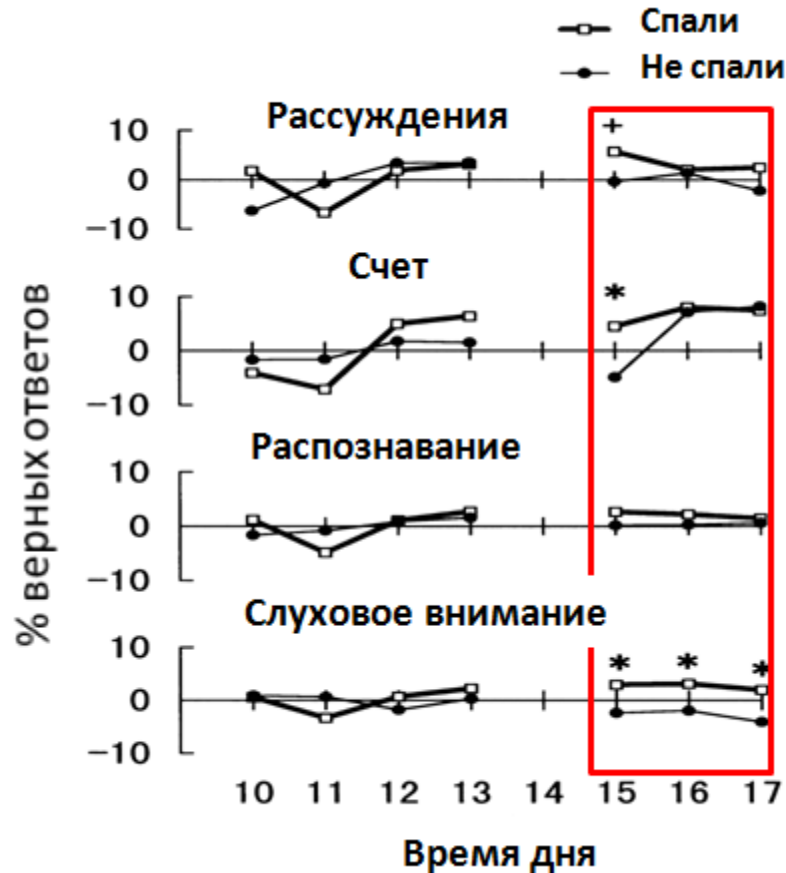 Спали
Не спали
Рассуждения
+
10
0
−10
Счет
*
10
0
−10
Распознавание
10
0
−10
Слуховое внимание
* * *
10
0
−10
% верных ответов
10 11 12 13 14 15 16 17
Время дня